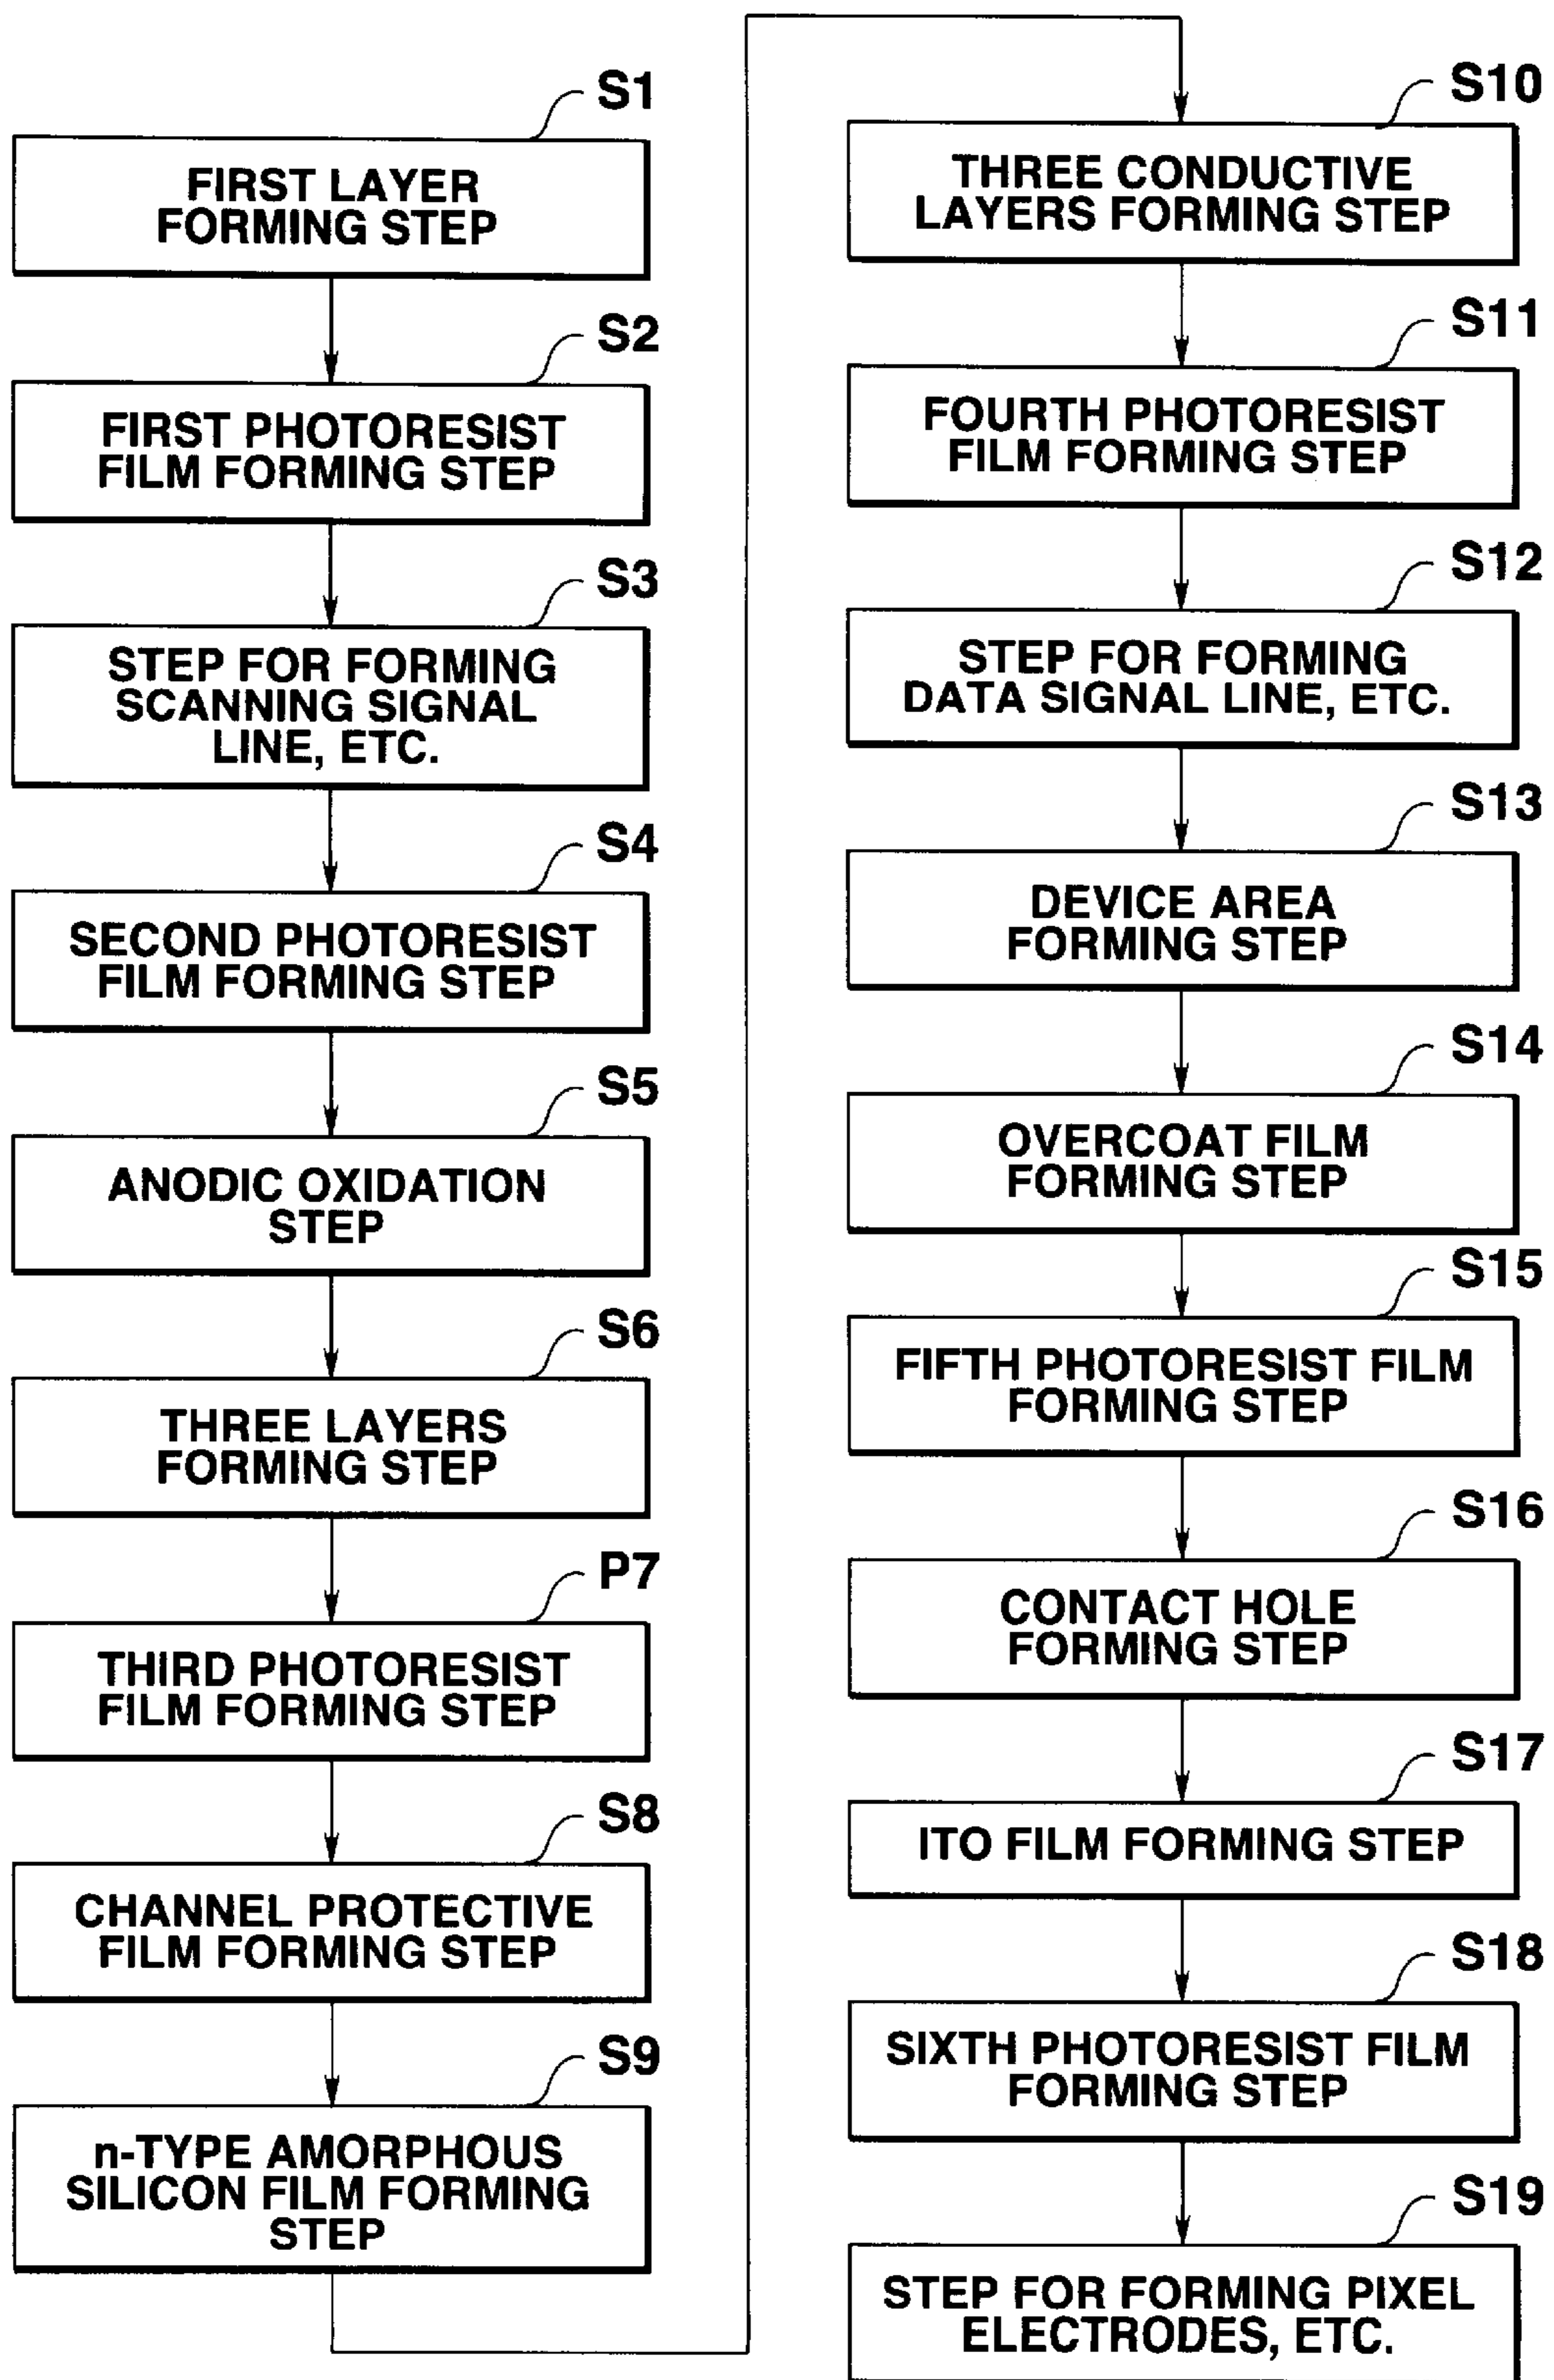 S1
FIRST LAYER
FORMING STEP
S2
FIRST PHOTORESIST
FILM FORMING STEP
S3
STEP FOR FORMING
SCANNING SIGNAL
LINE, ETC.
S4
SECOND PHOTORESIST
FILM FORMING STEP
S5
ANODIC OXIDATION
STEP
S6
THREE LAYERS
FORMING STEP
P7
THIRD PHOTORESIST
FILM FORMING STEP
S8
CHANNEL PROTECTIVE
FILM FORMING STEP
S9
n-TYPE AMORPHOUS
SILICON FILM FORMING
STEP
S10
THREE CONDUCTIVE
LAYERS FORMING STEP
S11
FOURTH PHOTORESIST
FILM FORMING STEP
S12
STEP FOR FORMING
DATA SIGNAL LINE, ETC.
S13
DEVICE AREA
FORMING STEP
S14
OVERCOAT FILM
FORMING STEP
S15
FIFTH PHOTORESIST FILM
FORMING STEP
S16
CONTACT HOLE
FORMING STEP
S17
ITO FILM FORMING STEP
S18
SIXTH PHOTORESIST FILM
FORMING STEP
S19
STEP FOR FORMING PIXEL
ELECTRODES, ETC.